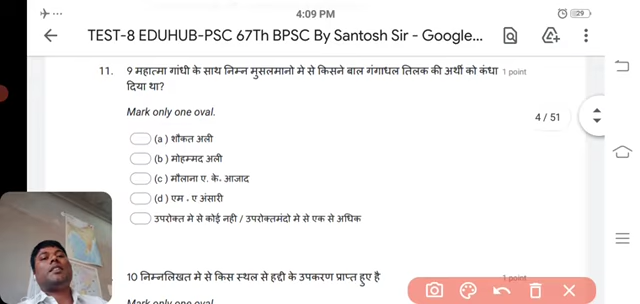 4:09 PM
29
TEST-8 EDUHUB-PSC 67Th BPSC By Santosh Sir - Google...
11. 9 महात्मा गांधी के साथ निम्न मुसलमानो मे से किसने बाल गंगाधल तिलक की अर्थी को कंधा 1 point
दिया था?
Mark only one oval.
4 / 51
(a ) शौकत अली
(b ) मोहम्मद अली
(c ) मौलाना ए. के. आजाद
(d ) एम . ए अंसारी
उपरोक्त मे से कोई नही / उपरोक्तमंदो मे से एक से अधिक
10 निम्नलिखत मे से किस स्थल से हद्दी के उपकरण प्राप्त हुए है 1 point
Mark only one oval.